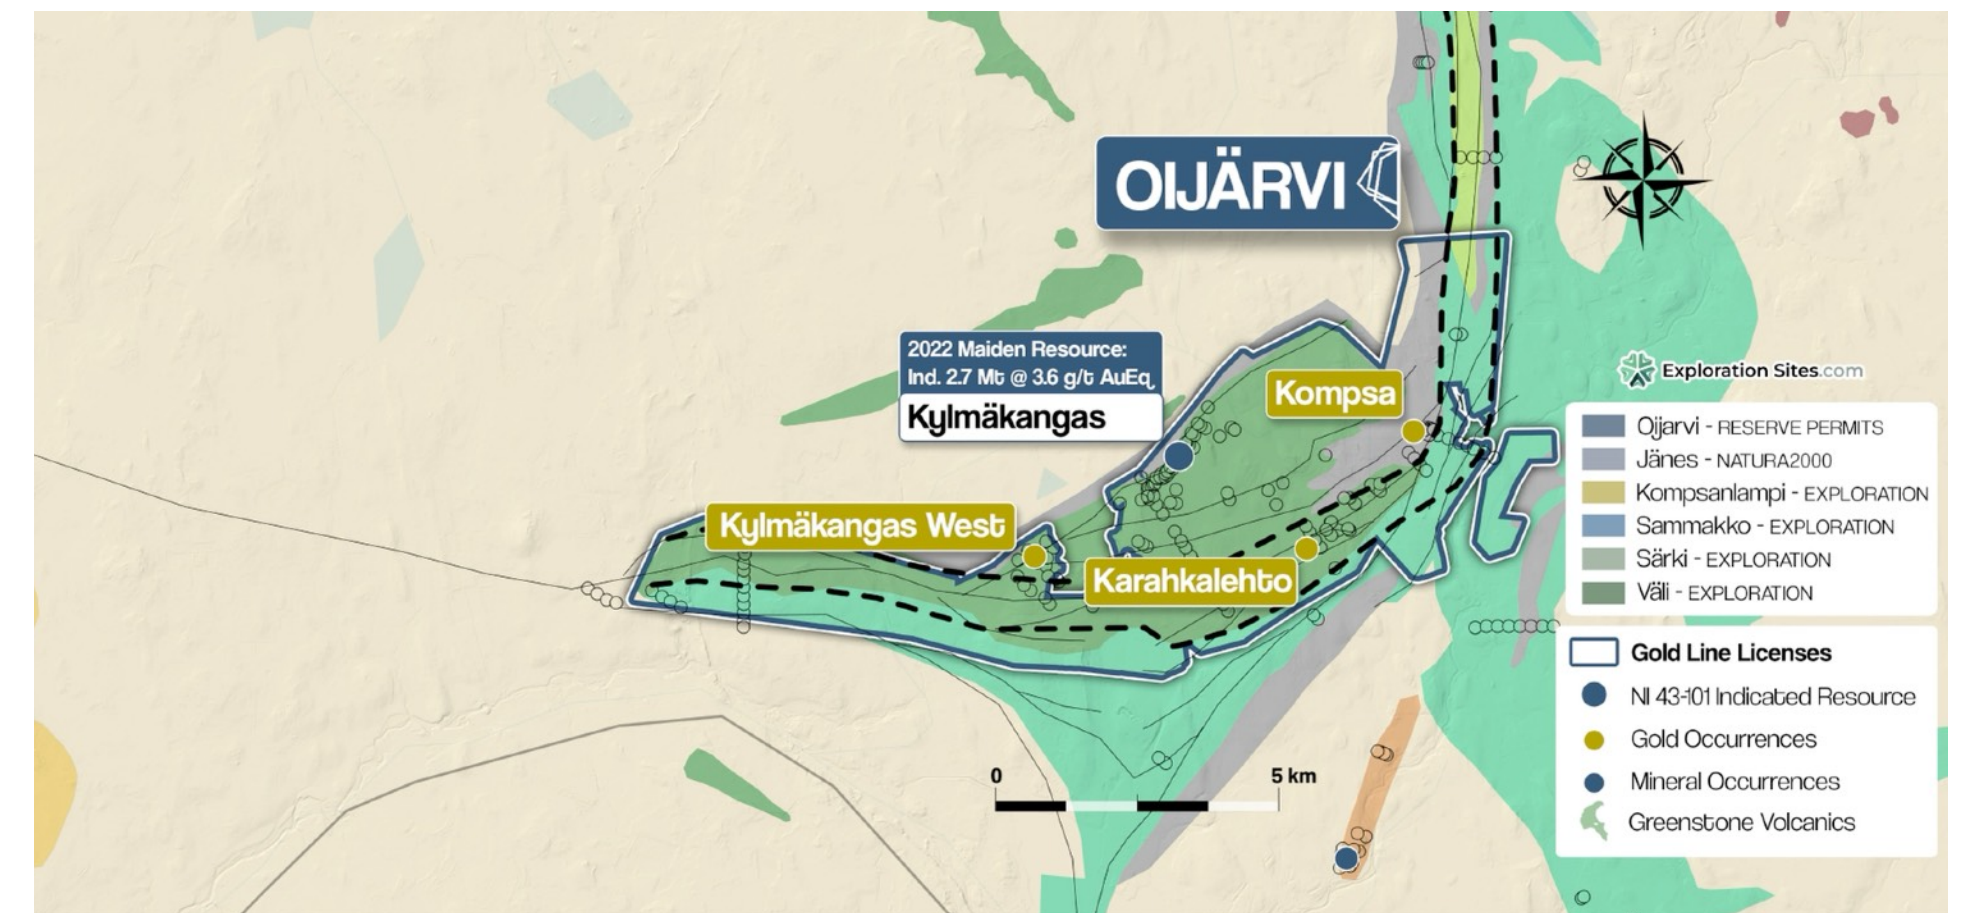 OIJÄRVI
2022 Maiden Resource:
Ind. 2.7 Mt @ 3.6 g/t AuEq
Kylmäkangas
Kompsa
Kylmäkangas West
Karahkalehto
0 5 km
Exploration Sites.com
Oijarvi - RESERVE PERMITS
Jänes - NATURA2000
Kompsanlampi - EXPLORATION
Sammakko - EXPLORATION
Särki - EXPLORATION
Väli - EXPLORATION
Gold Line Licenses
NI 43-101 Indicated Resource
Gold Occurrences
Mineral Occurrences
Greenstone Volcanics